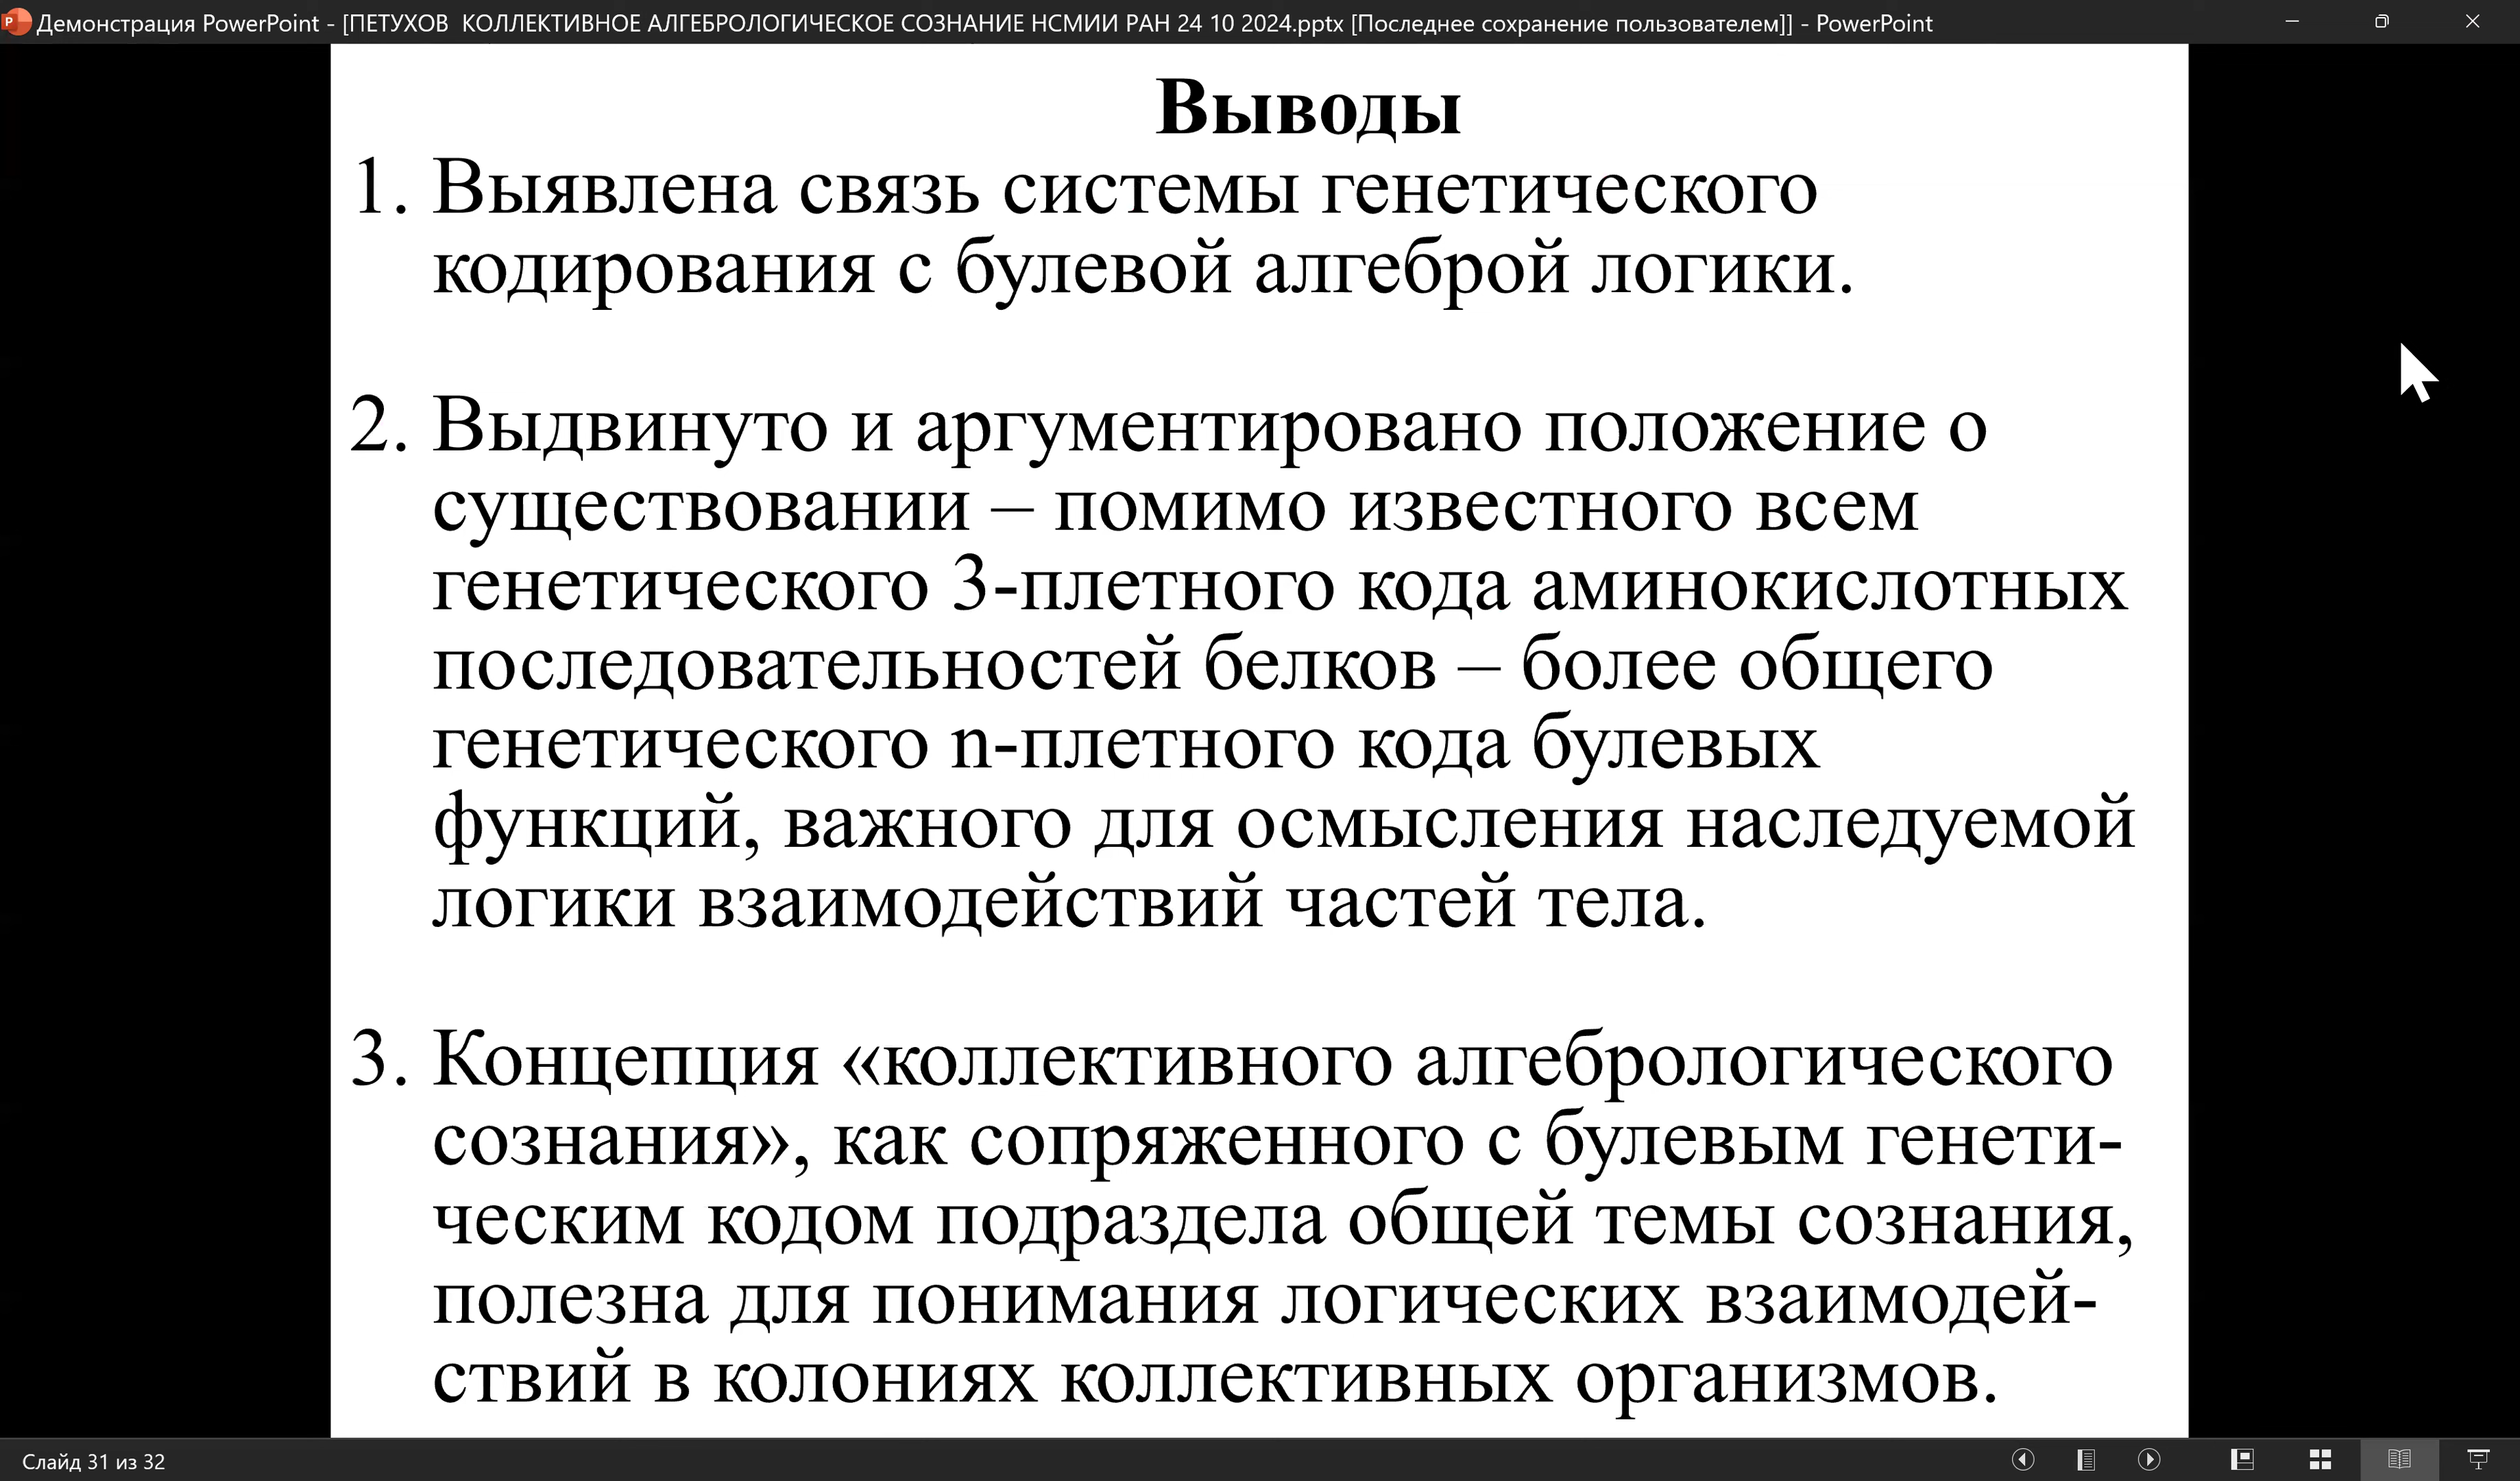 Демонстрация PowerPoint - [ПЕТУХОВ  КОЛЛЕКТИВНОЕ АЛГЕБРОЛОГИЧЕСКОЕ СОЗНАНИЕ НСМИИ РАН 24 10 2024.pptx [Последнее сохранение пользователем]] - PowerPoint
Выводы
1. Выявлена связь системы генетического
кодирования с булевой алгеброй логики.
2. Выдвинуто и аргументировано положение о
существовании – помимо известного всем
генетического 3-плетного кода аминокислотных
последовательностей белков – более общего
генетического n-плетного кода булевых
функций, важного для осмысления наследуемой
логики взаимодействий частей тела.
3. Концепция «коллективного алгебрологического
сознания», как сопряженного с булевым генети-
ческим кодом подраздела общей темы сознания,
полезна для понимания логических взаимодей-
ствий в колониях коллективных организмов.
Слайд 31 из 32